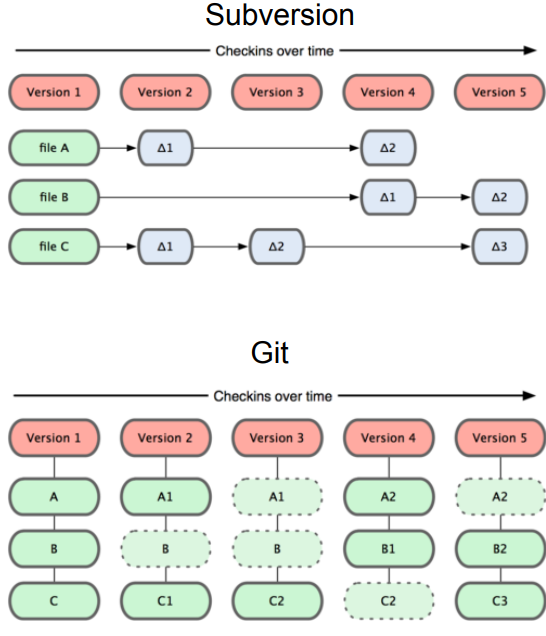 Subversion
Checkins over time
Version 1 Version 2 Version 3 Version 4 Version 5
file A Δ1 Δ2
file B Δ1 Δ2
file C Δ1 Δ2 Δ3
Git
Checkins over time
Version 1 Version 2 Version 3 Version 4 Version 5
A A1 A1 A2 A2
B B B B1 B2
C C1 C2 C2 C3